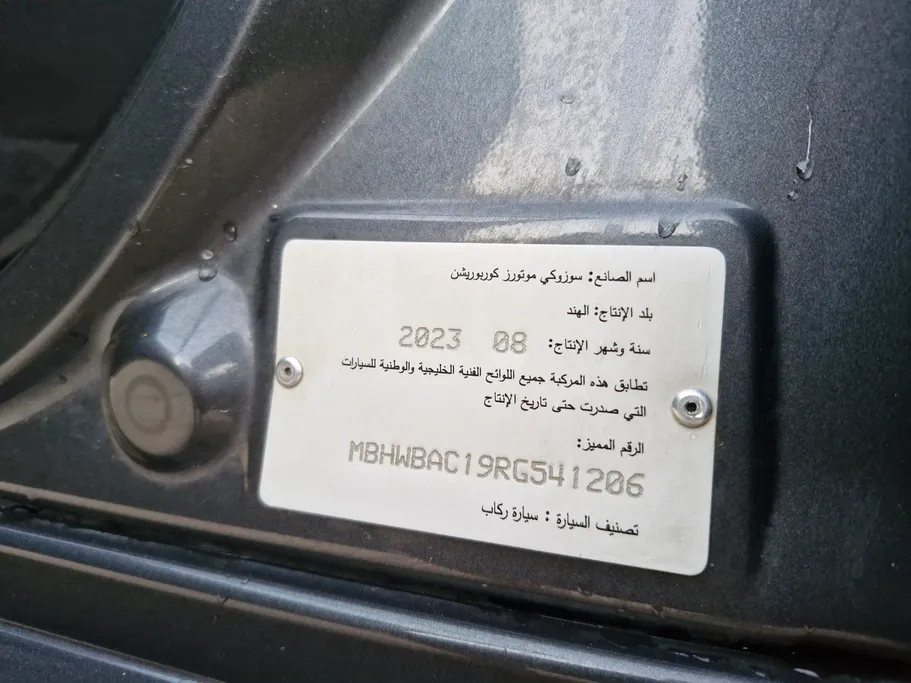 اسم الصانع: سوزوكي موتورز كوربوريشن
بلد الإنتاج: الهند
سنة وشهر الإنتاج: 08 2023
تطابق هذه المركبة جميع اللوائح الفنية الخليجية والوطنية للسيارات
التي صدرت حتى تاريخ الإنتاج
الرقم المميز:
MBHWBAC19RG541206
تصنيف السيارة : سيارة ركاب